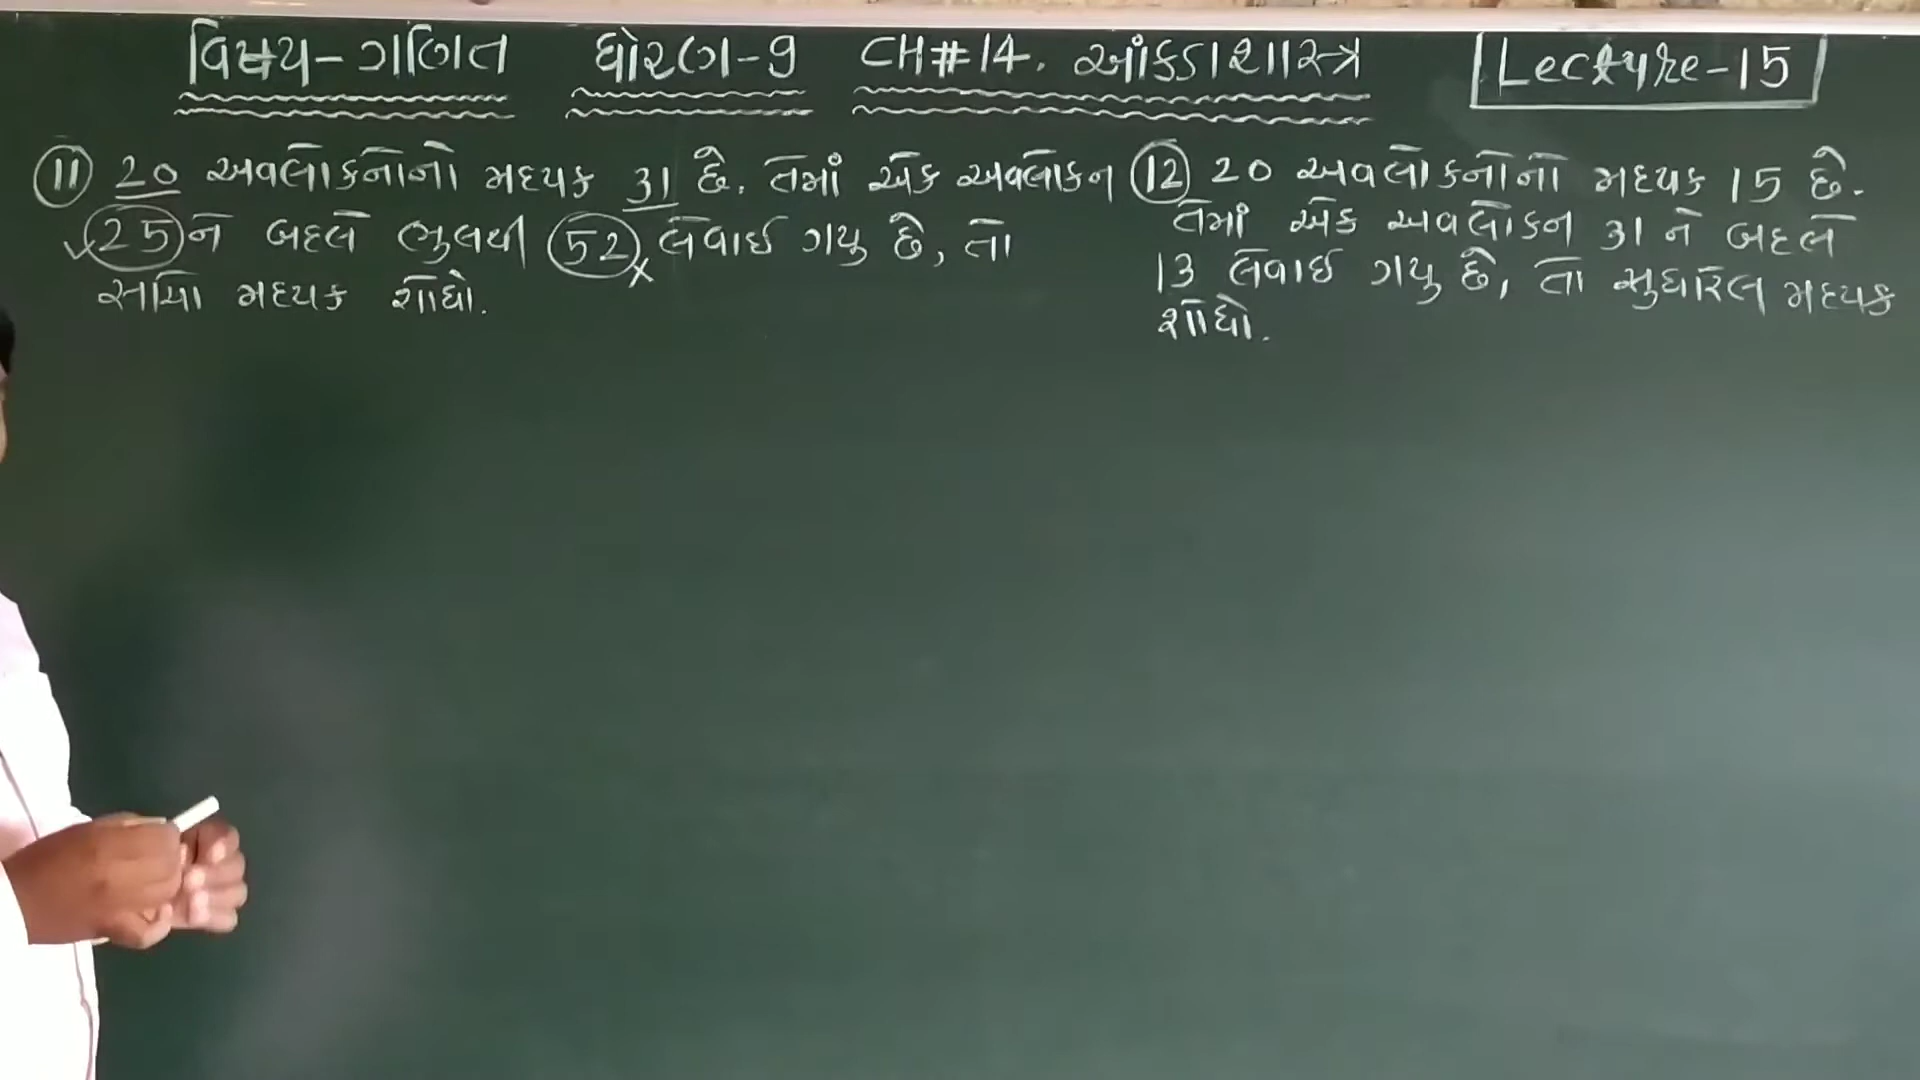 વિષય - ગણિત ધોરણ - 9 CH#14. આંકડાશાસ્ત્ર Lecture-15
11 20 અવલોકનોનો મધ્યક 31 છે. તેમાં એક અવલોકન
25 ને બદલે ભુલથી 52 લેવાઈ ગયુ છે, તો
સાચો મધ્યક શોધો.
12 20 અવલોકનોનો મધ્યક 15 છે.
તેમાં એક અવલોકન 31 ને બદલે
13 લેવાઈ ગયુ છે, તો સુધારેલ મધ્યક
શોધો.